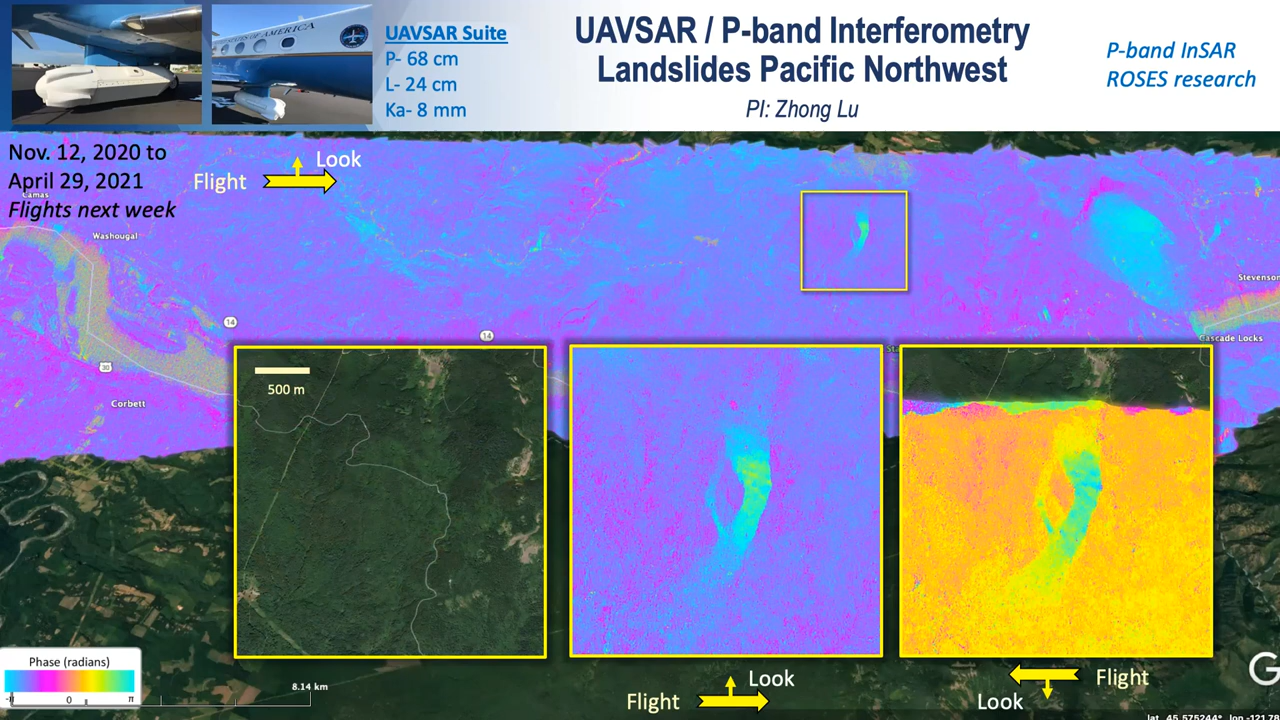 UAVSAR Suite
P- 68 cm
L- 24 cm
Ka- 8 mm
UAVSAR / P-band Interferometry
Landslides Pacific Northwest
PI: Zhong Lu
P-band InSAR
ROSES research
Nov. 12, 2020 to
April 29, 2021
Flights next week
Camas
Washougal
Look
Flight
Stevenson
14
14
Cascade Locks
30
Corbett
500 m
Phase (radians)
0
π
8.14 km
Look
Flight
Flight
Look
G